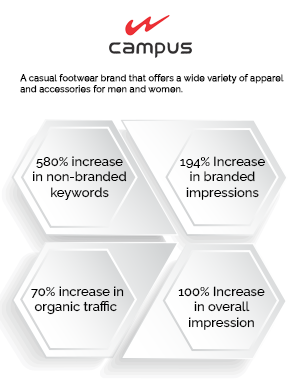 campus
A casual footwear brand that offers a wide variety of apparel
and accessories for men and women.
580% increase
in non-branded
keywords
194% Increase
in branded
impressions
70% increase in
organic traffic
100% Increase
in overall
impression